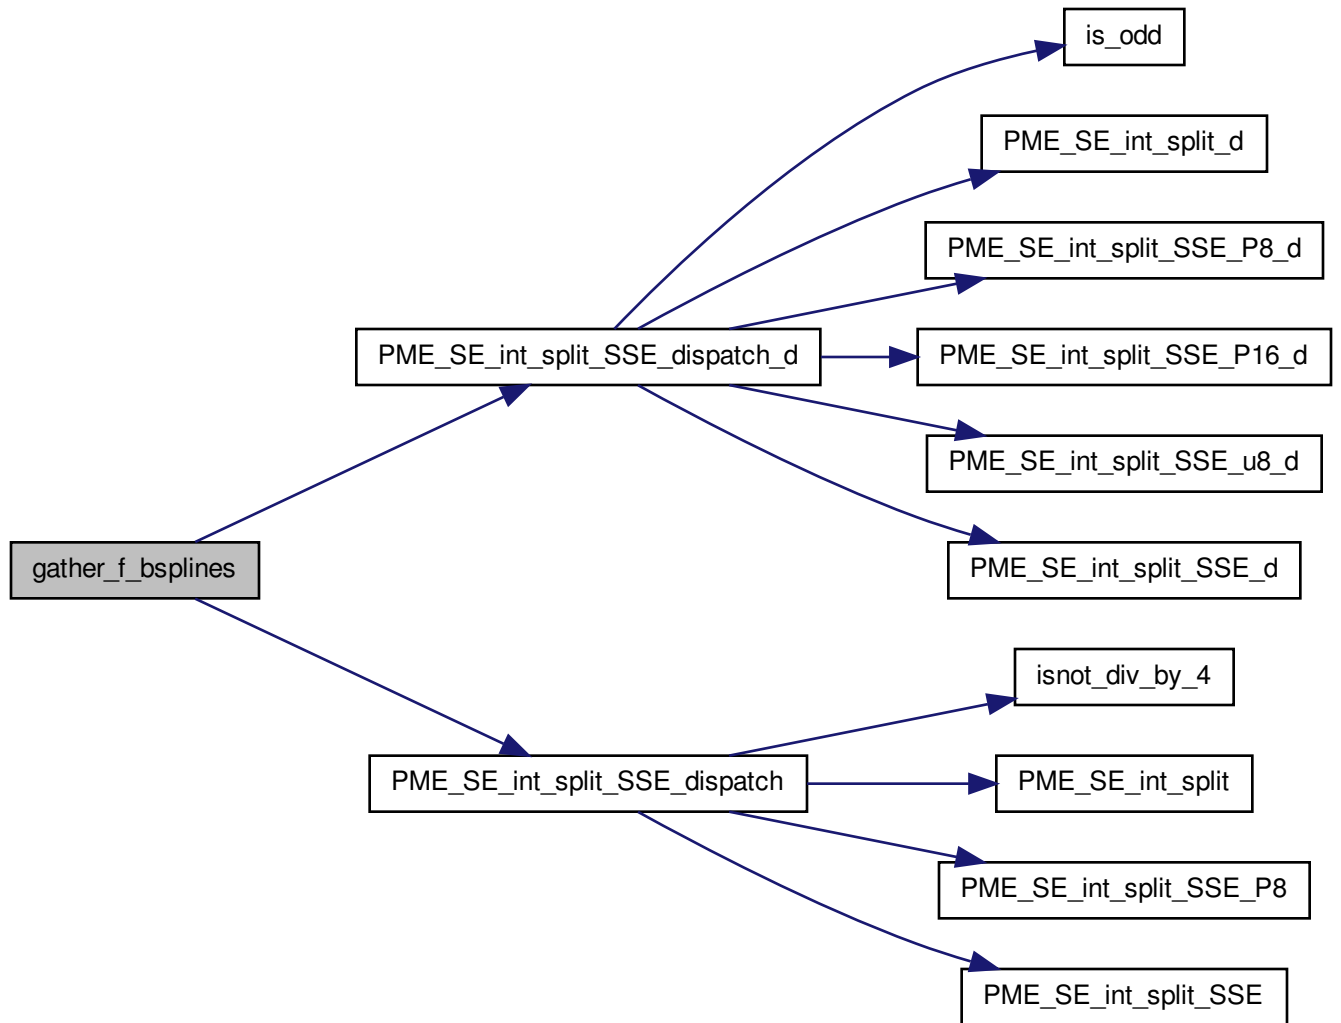 is_odd
PME_SE_int_split_d
PME_SE_int_split_SSE_P8_d
PME_SE_int_split_SSE_dispatch_d
PME_SE_int_split_SSE_P16_d
PME_SE_int_split_SSE_u8_d
gather_f_bsplines
PME_SE_int_split_SSE_d
isnot_div_by_4
PME_SE_int_split_SSE_dispatch
PME_SE_int_split
PME_SE_int_split_SSE_P8
PME_SE_int_split_SSE